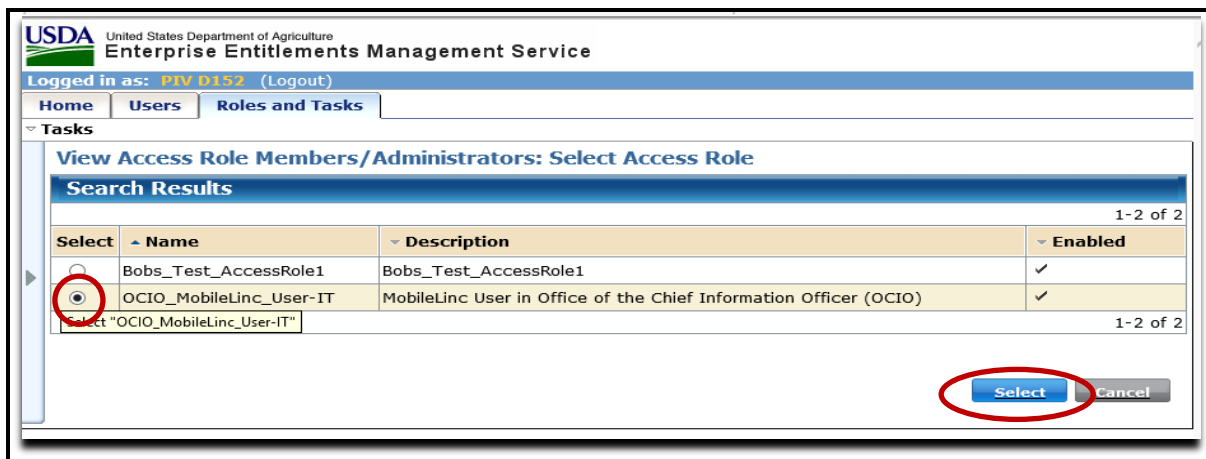 USDA United States Department of Agriculture
Enterprise Entitlements Management Service
Logged in as: PIV D152 (Logout)
Home Users Roles and Tasks
Tasks
View Access Role Members/Administrators: Select Access Role
Search Results
1-2 of 2
Select Name Description Enabled
Bobs_Test_AccessRole1 Bobs_Test_AccessRole1
OCIO_MobileLinc_User-IT MobileLinc User in Office of the Chief Information Officer (OCIO)
Select "OCIO_MobileLinc_User-IT" 1-2 of 2
Select Cancel